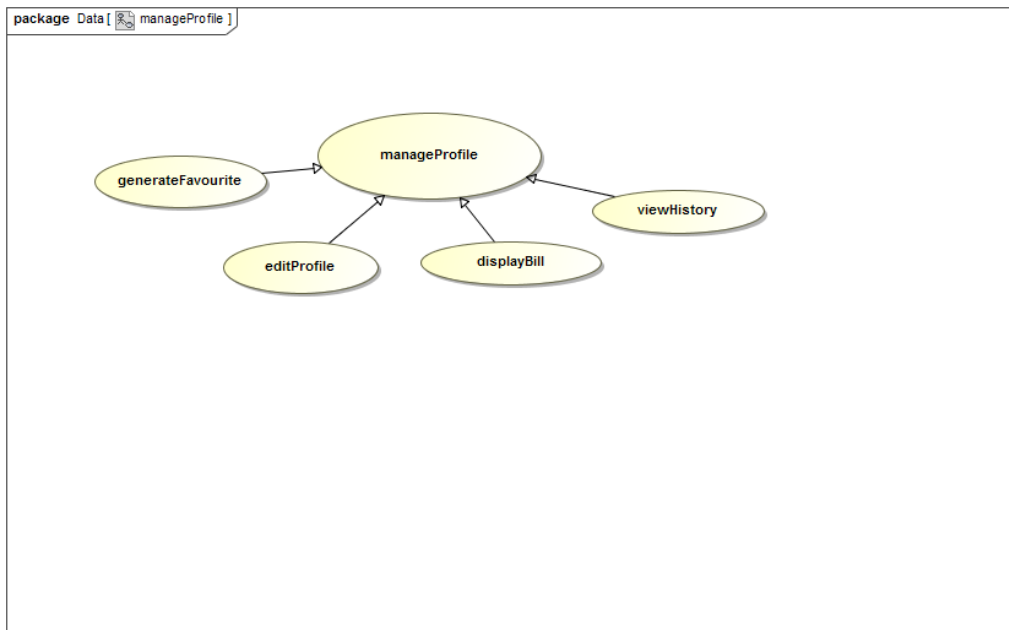 package Data [ manageProfile ]
manageProfile
generateFavourite
viewHistory
editProfile
displayBill